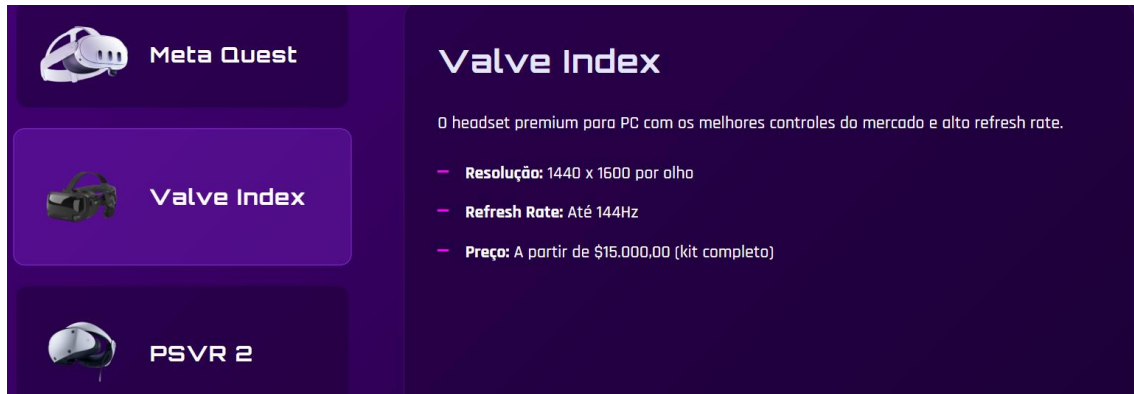 Meta Quest
Valve Index
PSVR 2
Valve Index
O headset premium para PC com os melhores controles do mercado e alto refresh rate.
Resolução: 1440 x 1600 por olho
Refresh Rate: Até 144Hz
Preço: A partir de $15.000,00 (kit completo)